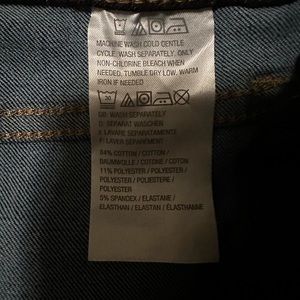 MACHINE WASH COLD GENTLE
CYCLE, WASH SEPARATELY, ONLY
NON-CHLORINE BLEACH WHEN
NEEDED, TUMBLE DRY LOW, WARM
IRON IF NEEDED
30
GB: WASH SEPARATELY
D: SEPARAT WASCHEN
I: LAVARE SEPARATAMENTE
F: LAVER SEPAREMENT
84% COTTON / COTTON /
BAUMWOLLE / COTONE / COTON
11% POLYESTER / POLYESTER /
POLYESTER / POLIESTERE /
POLYESTER
5% SPANDEX / ELASTANE /
ELASTHAN / ELASTAN / ÉLASTHANNE